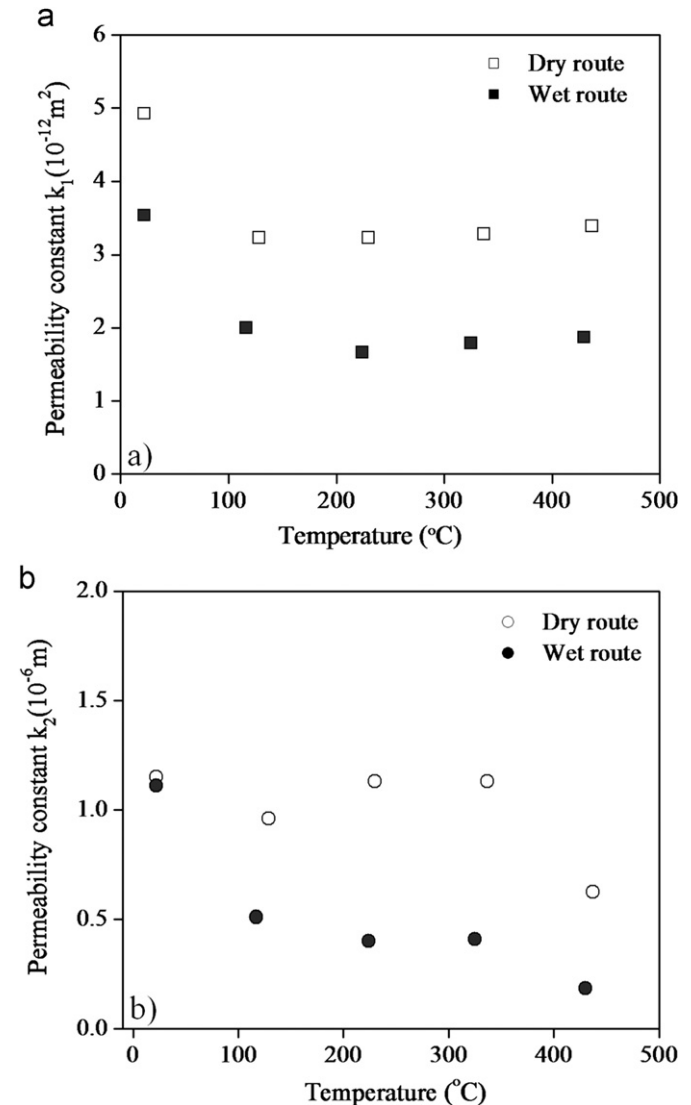 a
6
5
4
3
2
1
0
Permeability constant k₁(10⁻¹²m²)
Dry route
Wet route
a)
0 100 200 300 400 500
Temperature (°C)
b
2.0
1.5
1.0
0.5
0.0
Permeability constant k₂(10⁻⁶m)
Dry route
Wet route
b)
0 100 200 300 400 500
Temperature (°C)